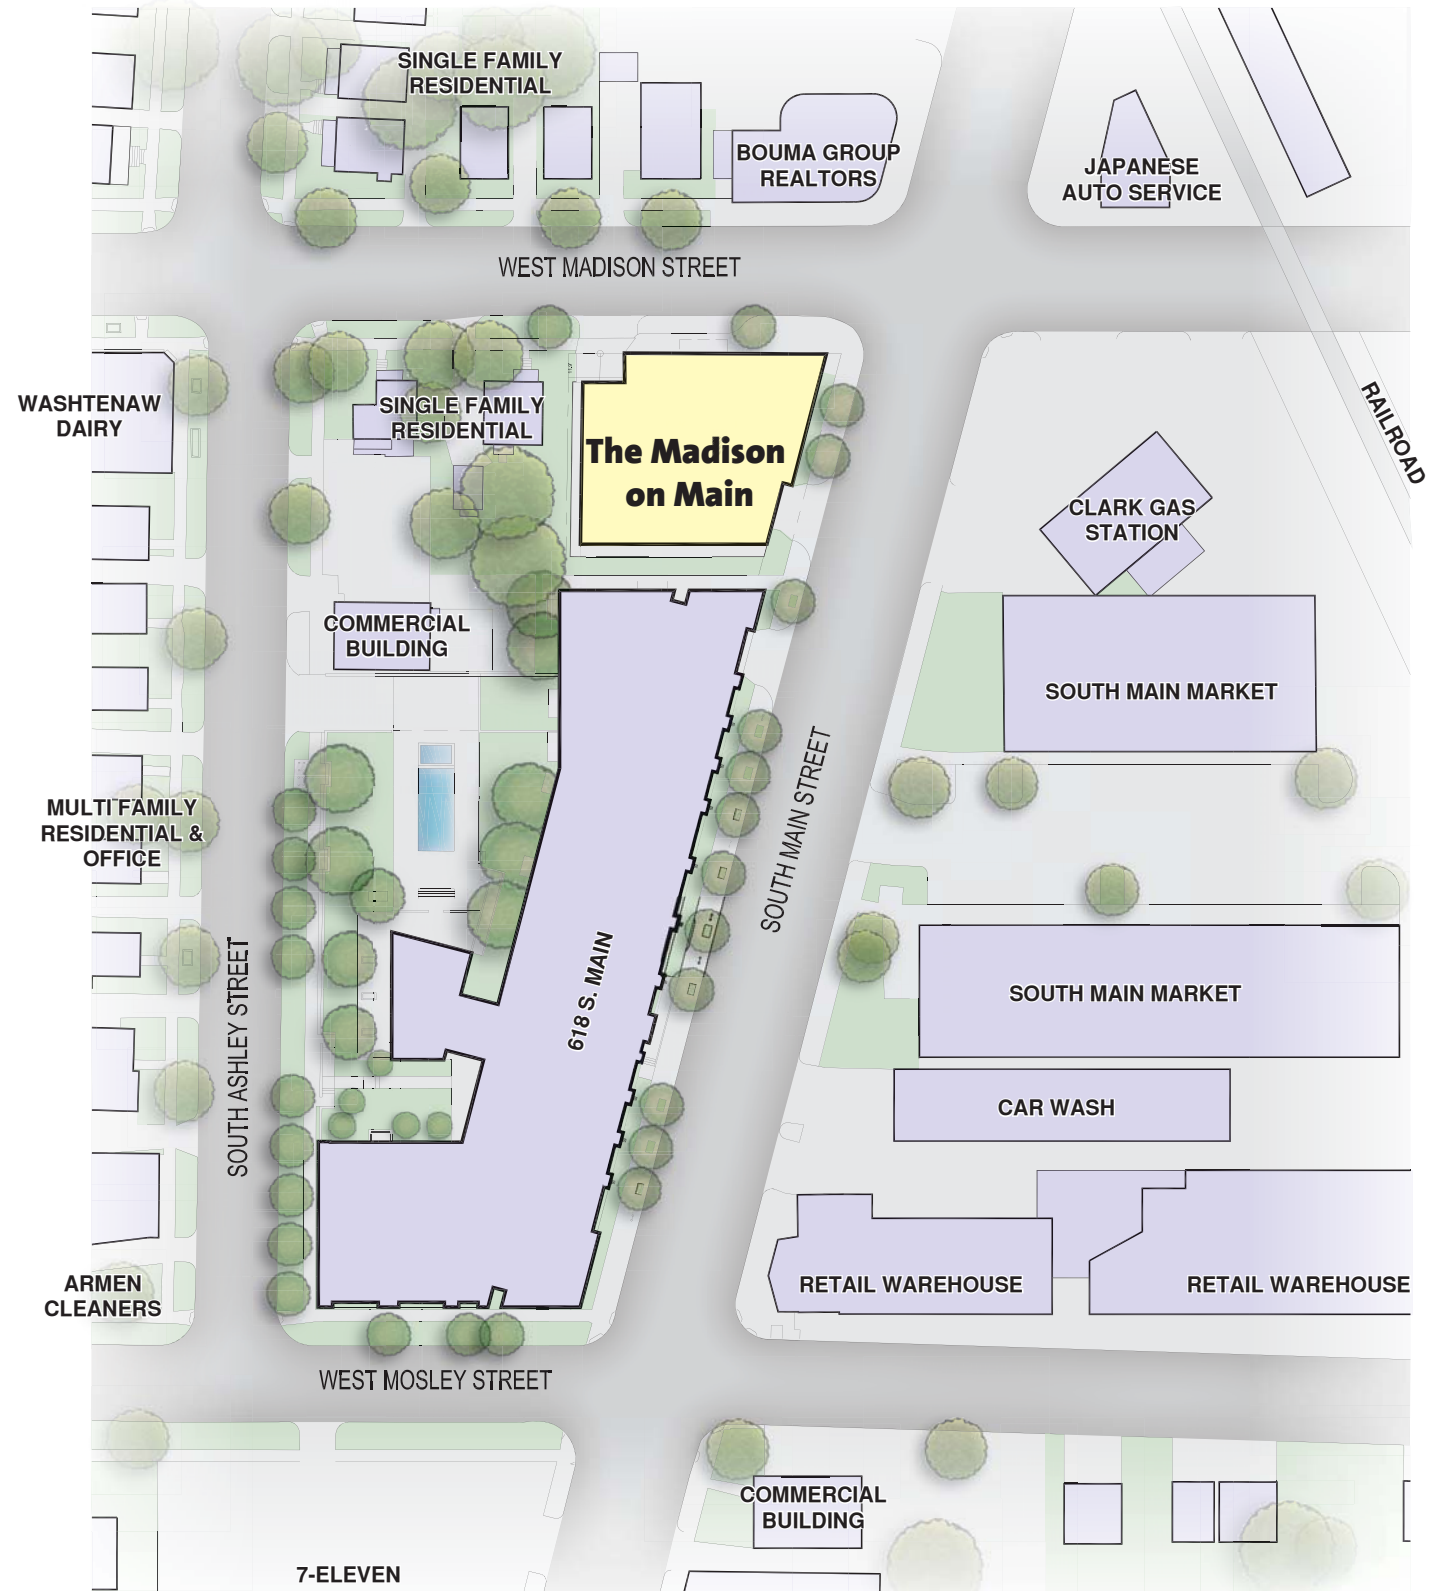 SINGLE FAMILY
RESIDENTIAL
BOUMA GROUP
REALTORS
JAPANESE
AUTO SERVICE
WEST MADISON STREET
WASHTENAW
DAIRY
SINGLE FAMILY
RESIDENTIAL
The Madison
on Main
RAILROAD
CLARK GAS
STATION
COMMERCIAL
BUILDING
SOUTH MAIN MARKET
SOUTH MAIN STREET
MULTI FAMILY
RESIDENTIAL &
OFFICE
618 S. MAIN
SOUTH MAIN MARKET
SOUTH ASHLEY STREET
CAR WASH
ARMEN
CLEANERS
RETAIL WAREHOUSE
RETAIL WAREHOUSE
WEST MOSLEY STREET
COMMERCIAL
BUILDING
7-ELEVEN